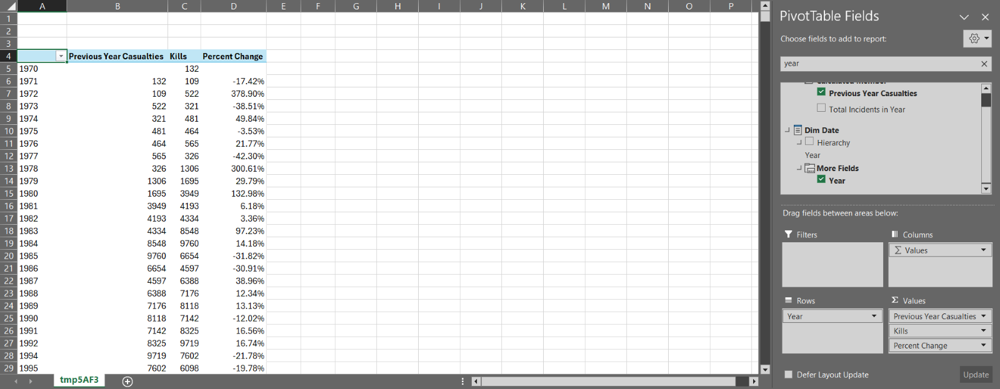 A B C D E F G H I J K L M N O P
1
2
3
4 Previous Year Casualties Kills Percent Change
5 1970 132
6 1971 132 109 -17.42%
7 1972 109 522 378.90%
8 1973 522 321 -38.51%
9 1974 321 481 49.84%
10 1975 481 464 -3.53%
11 1976 464 565 21.77%
12 1977 565 326 -42.30%
13 1978 326 1306 300.61%
14 1979 1306 1695 29.79%
15 1980 1695 3949 132.98%
16 1981 3949 4193 6.18%
17 1982 4193 4334 3.36%
18 1983 4334 8548 97.23%
19 1984 8548 9760 14.18%
20 1985 9760 6654 -31.82%
21 1986 6654 4597 -30.91%
22 1987 4597 6388 38.96%
23 1988 6388 7176 12.34%
24 1989 7176 8118 13.13%
25 1990 8118 7142 -12.02%
26 1991 7142 8325 16.56%
27 1992 8325 9719 16.74%
28 1994 9719 7602 -21.78%
29 1995 7602 6098 -19.78%
tmp5AF3
PivotTable Fields
Choose fields to add to report:
year
Previous Year Casualties
Total Incidents in Year
Dim Date
Hierarchy
Year
More Fields
Year
Drag fields between areas below:
Filters
Columns
Σ Values
Rows
Σ Values
Year
Previous Year Casualties
Kills
Percent Change
Defer Layout Update
Update